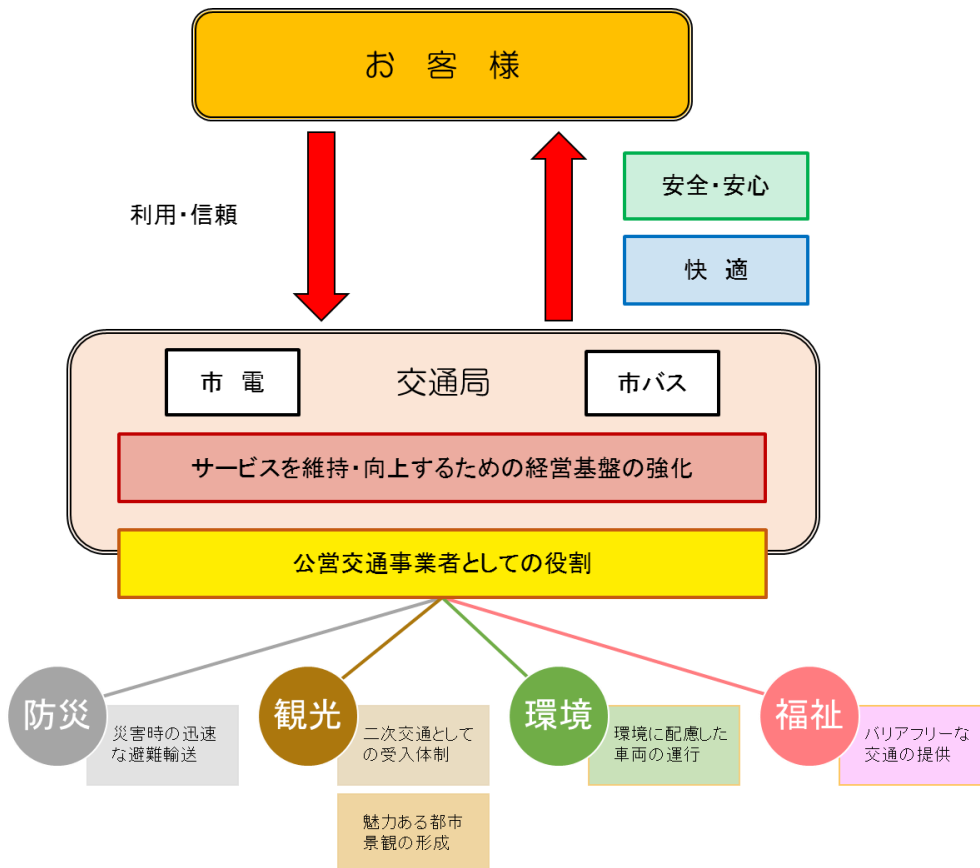 お 客 様
利用・信頼
安全・安心
快 適
市 電
交通局
市バス
サービスを維持・向上するための経営基盤の強化
公営交通事業者としての役割
防災
災害時の迅速
な避難輸送
観光
二次交通として
の受入体制
魅力ある都市
景観の形成
環境
環境に配慮した
車両の運行
福祉
バリアフリーな
交通の提供